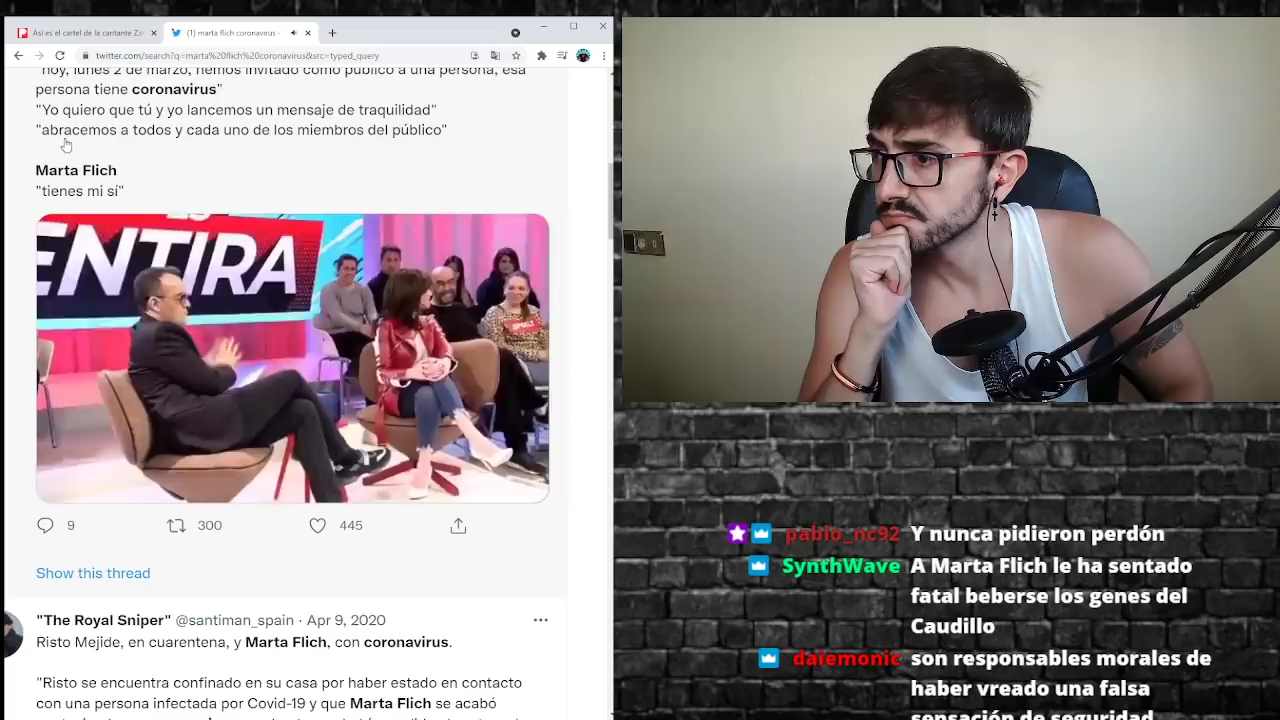 Así es el cartel de la cantante Za
(1) marta flich coronavirus -
twitter.com/search?q=marta%20flich%20coronavirus&src=typed_query
"hoy, lunes 2 de marzo, hemos invitado como público a una persona, esa
persona tiene coronavirus"
"Yo quiero que tú y yo lancemos un mensaje de traquilidad"
"abracemos a todos y cada uno de los miembros del público"
Marta Flich
"tienes mi sí"
ES
ENTIRA
9 300 445
Show this thread
"The Royal Sniper" @santiman_spain · Apr 9, 2020
Risto Mejide, en cuarentena, y Marta Flich, con coronavirus.
"Risto se encuentra confinado en su casa por haber estado en contacto
con una persona infectada por Covid-19 y que Marta Flich se acabó
pablo_nc92 Y nunca pidieron perdón
SynthWave A Marta Flich le ha sentado
fatal beberse los genes del
Caudillo
daiemonic son responsables morales de
haber vreado una falsa
sensación de seguridad